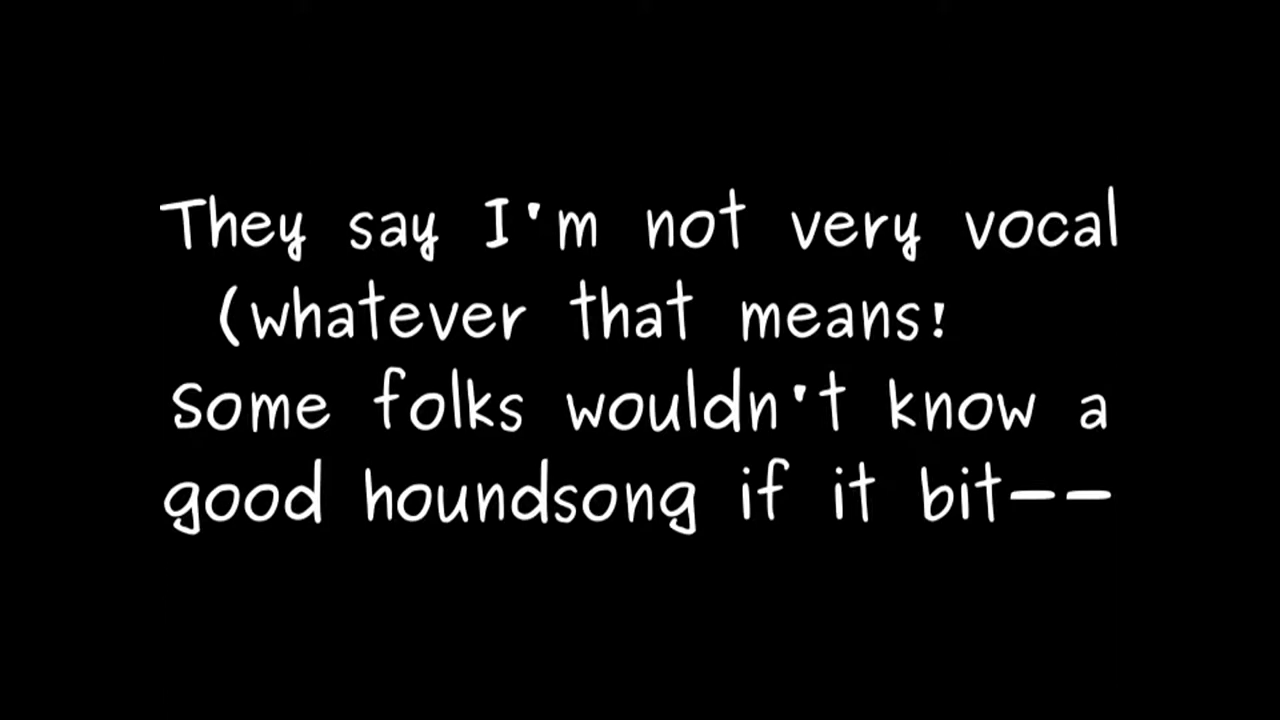 They say I'm not very vocal
(whatever that means!
Some folks wouldn't know a
good houndsong if it bit--